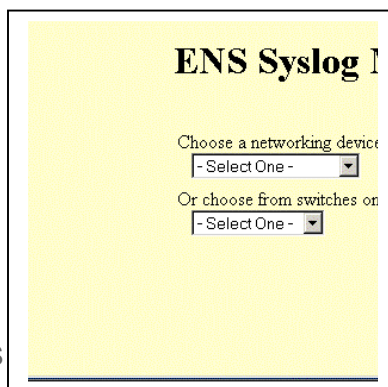 ENS Syslog
Choose a networking device
- Select One -
Or choose from switches on
- Select One -